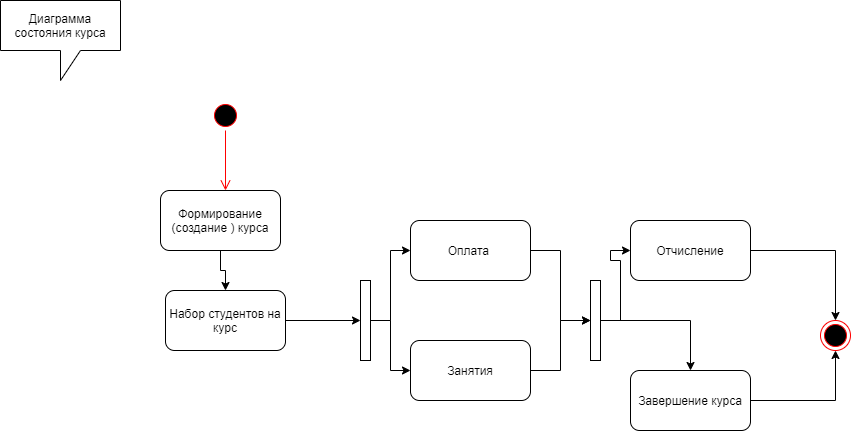 Диаграмма
состояния курса
Формирование
(создание ) курса
Набор студентов на
курс
Оплата
Занятия
Отчисление
Завершение курса